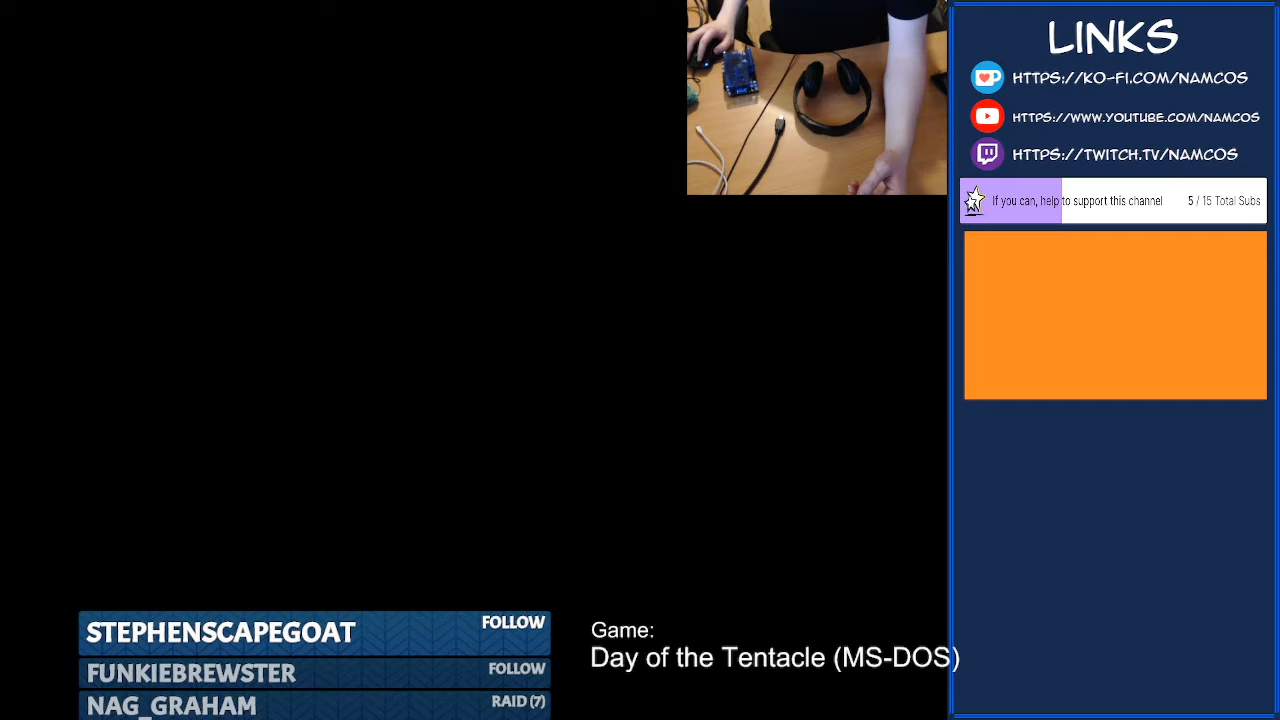 LINKS
HTTPS://KO-FI.COM/NAMCOS
HTTPS://WWW.YOUTUBE.COM/NAMCOS
HTTPS://TWITCH.TV/NAMCOS
If you can, help to support this channel 5 / 15 Total Subs
STEPHENSCAPEGOAT FOLLOW
FUNKIEBREWSTER FOLLOW
NAG_GRAHAM RAID (7)
Game:
Day of the Tentacle (MS-DOS)